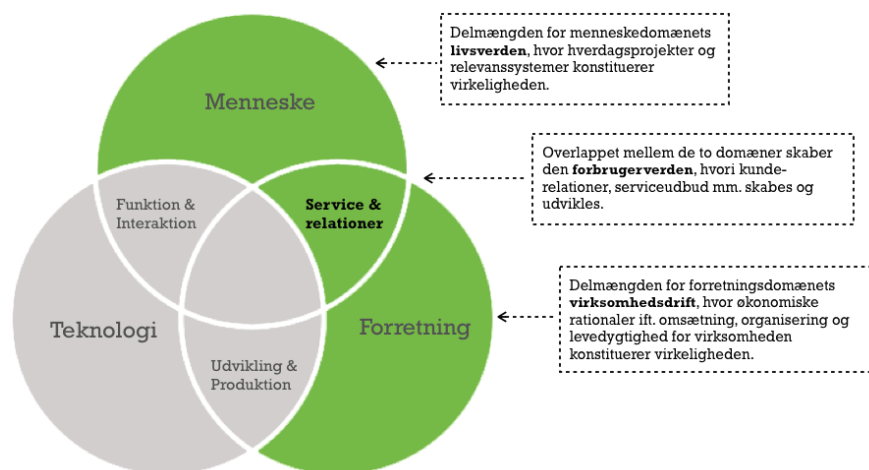 Menneske
Funktion &
Interaktion
Service &
relationer
Teknologi
Forretning
Udvikling &
Produktion
Delmængden for menneskedomænets
livsverden, hvor hverdagsprojekter og
relevanssystemer konstituerer
virkeligheden.
Overlappet mellem de to domæner skaber
den forbrugerverden, hvori kunde-
relationer, serviceudbud mm. skabes og
udvikles.
Delmængden for forretningsdomænets
virksomhedsdrift, hvor økonomiske
rationaler ift. omsætning, organisering og
levedygtighed for virksomheden
konstituerer virkeligheden.